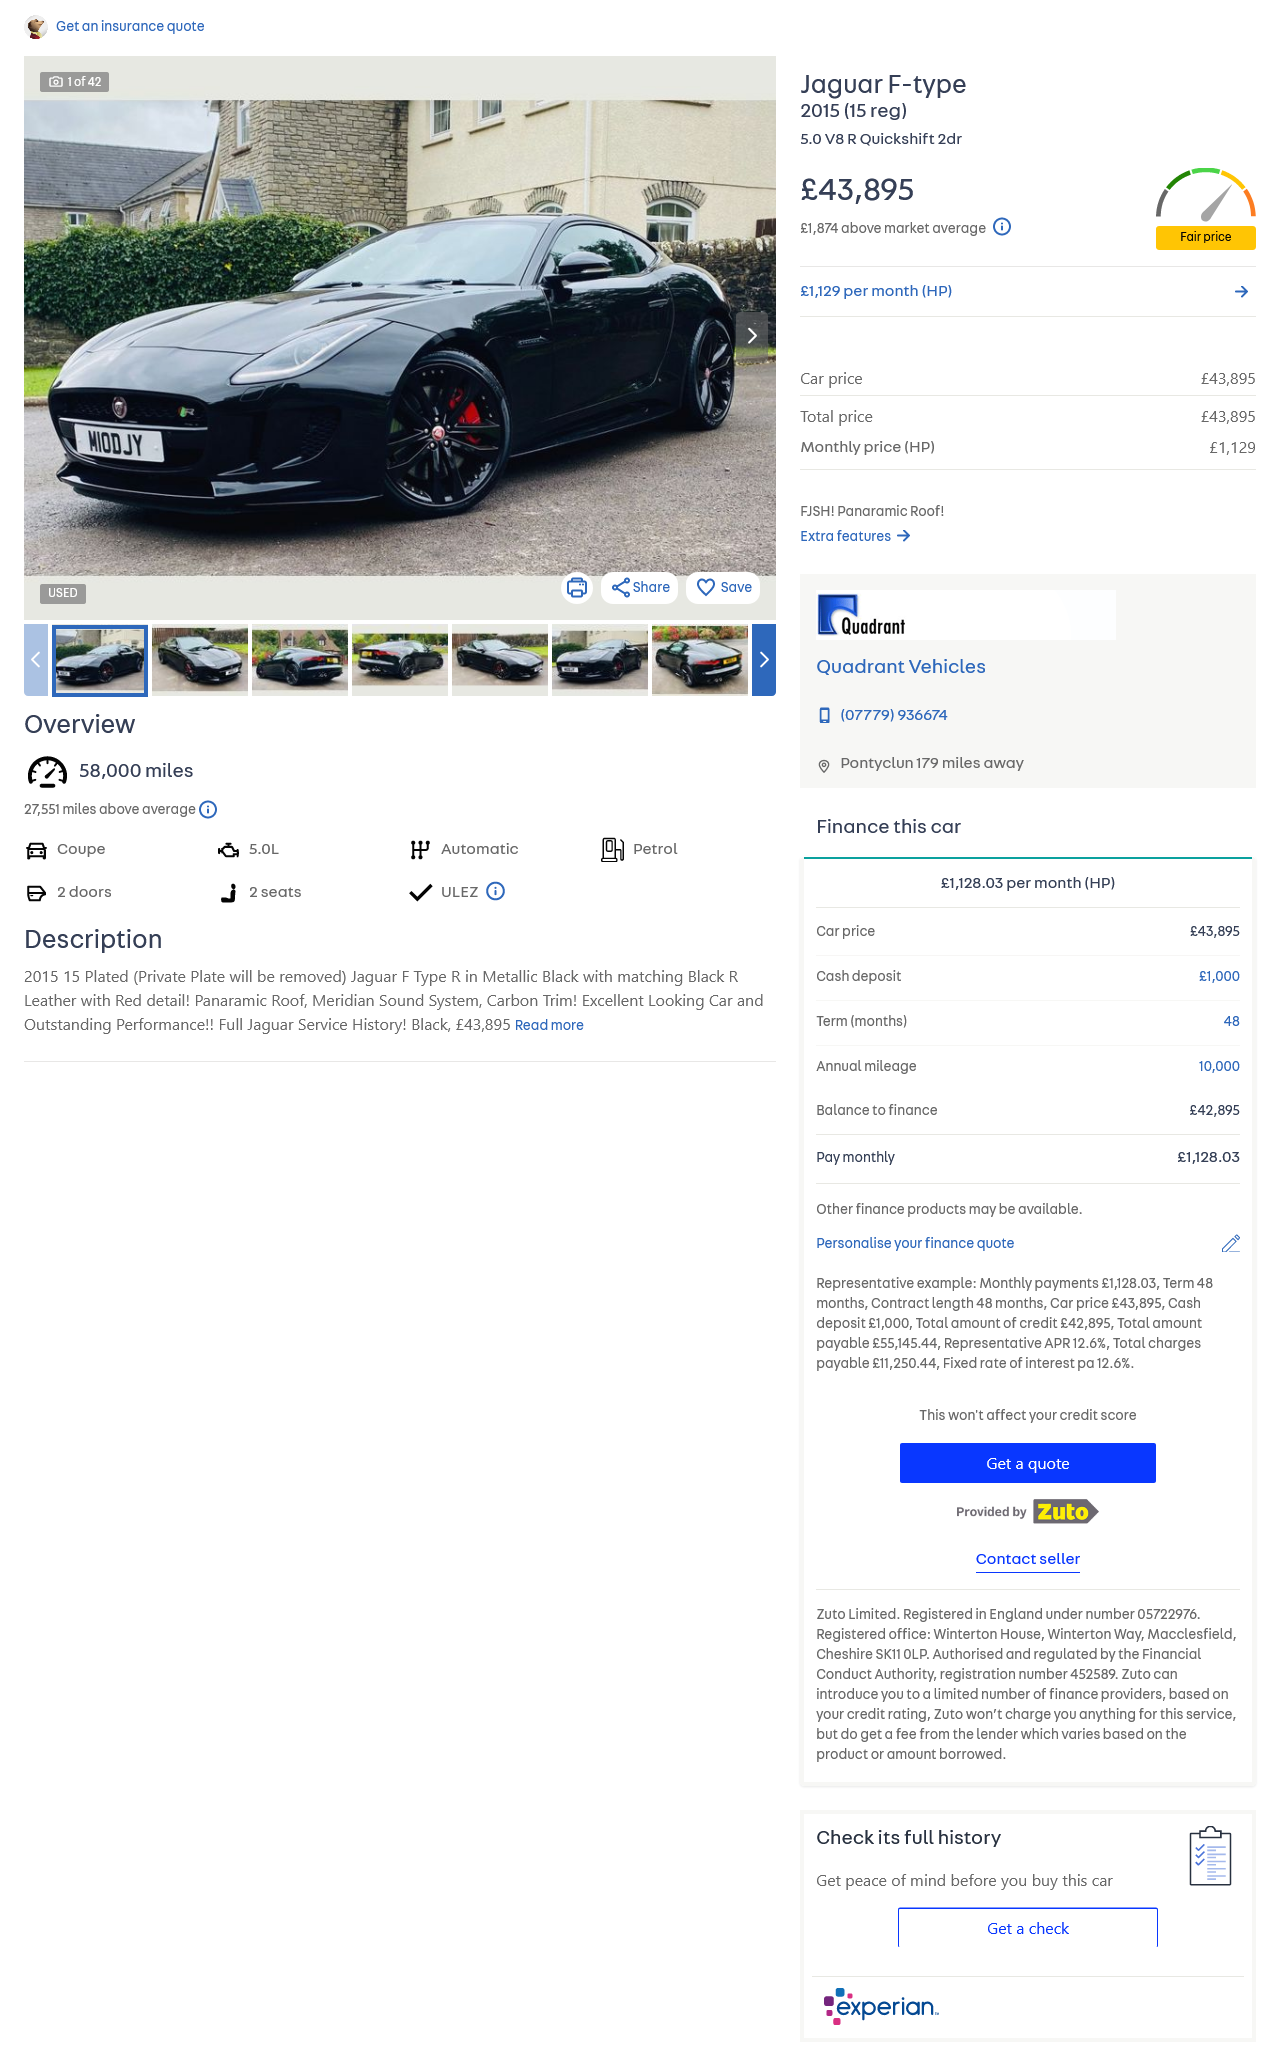 Get an insurance quote
1 of 42
M10DJY
USED
Share
Save
Overview
58,000 miles
27,551 miles above average
Coupe
5.0L
Automatic
Petrol
2 doors
2 seats
ULEZ
Description
2015 15 Plated (Private Plate will be removed) Jaguar F Type R in Metallic Black with matching Black R
Leather with Red detail! Panaramic Roof, Meridian Sound System, Carbon Trim! Excellent Looking Car and
Outstanding Performance!! Full Jaguar Service History! Black, £43,895 Read more
Jaguar F-type
2015 (15 reg)
5.0 V8 R Quickshift 2dr
£43,895
£1,874 above market average
Fair price
£1,129 per month (HP)
Car price £43,895
Total price £43,895
Monthly price (HP) £1,129
FJSH! Panaramic Roof!
Extra features
Quadrant
Quadrant Vehicles
(07779) 936674
Pontyclun 179 miles away
Finance this car
£1,128.03 per month (HP)
Car price £43,895
Cash deposit £1,000
Term (months) 48
Annual mileage 10,000
Balance to finance £42,895
Pay monthly £1,128.03
Other finance products may be available.
Personalise your finance quote
Representative example: Monthly payments £1,128.03, Term 48
months, Contract length 48 months, Car price £43,895, Cash
deposit £1,000, Total amount of credit £42,895, Total amount
payable £55,145.44, Representative APR 12.6%, Total charges
payable £11,250.44, Fixed rate of interest pa 12.6%.
This won't affect your credit score
Get a quote
Provided by Zuto
Contact seller
Zuto Limited. Registered in England under number 05722976.
Registered office: Winterton House, Winterton Way, Macclesfield,
Cheshire SK11 0LP. Authorised and regulated by the Financial
Conduct Authority, registration number 452589. Zuto can
introduce you to a limited number of finance providers, based on
your credit rating, Zuto won't charge you anything for this service,
but do get a fee from the lender which varies based on the
product or amount borrowed.
Check its full history
Get peace of mind before you buy this car
Get a check
experian